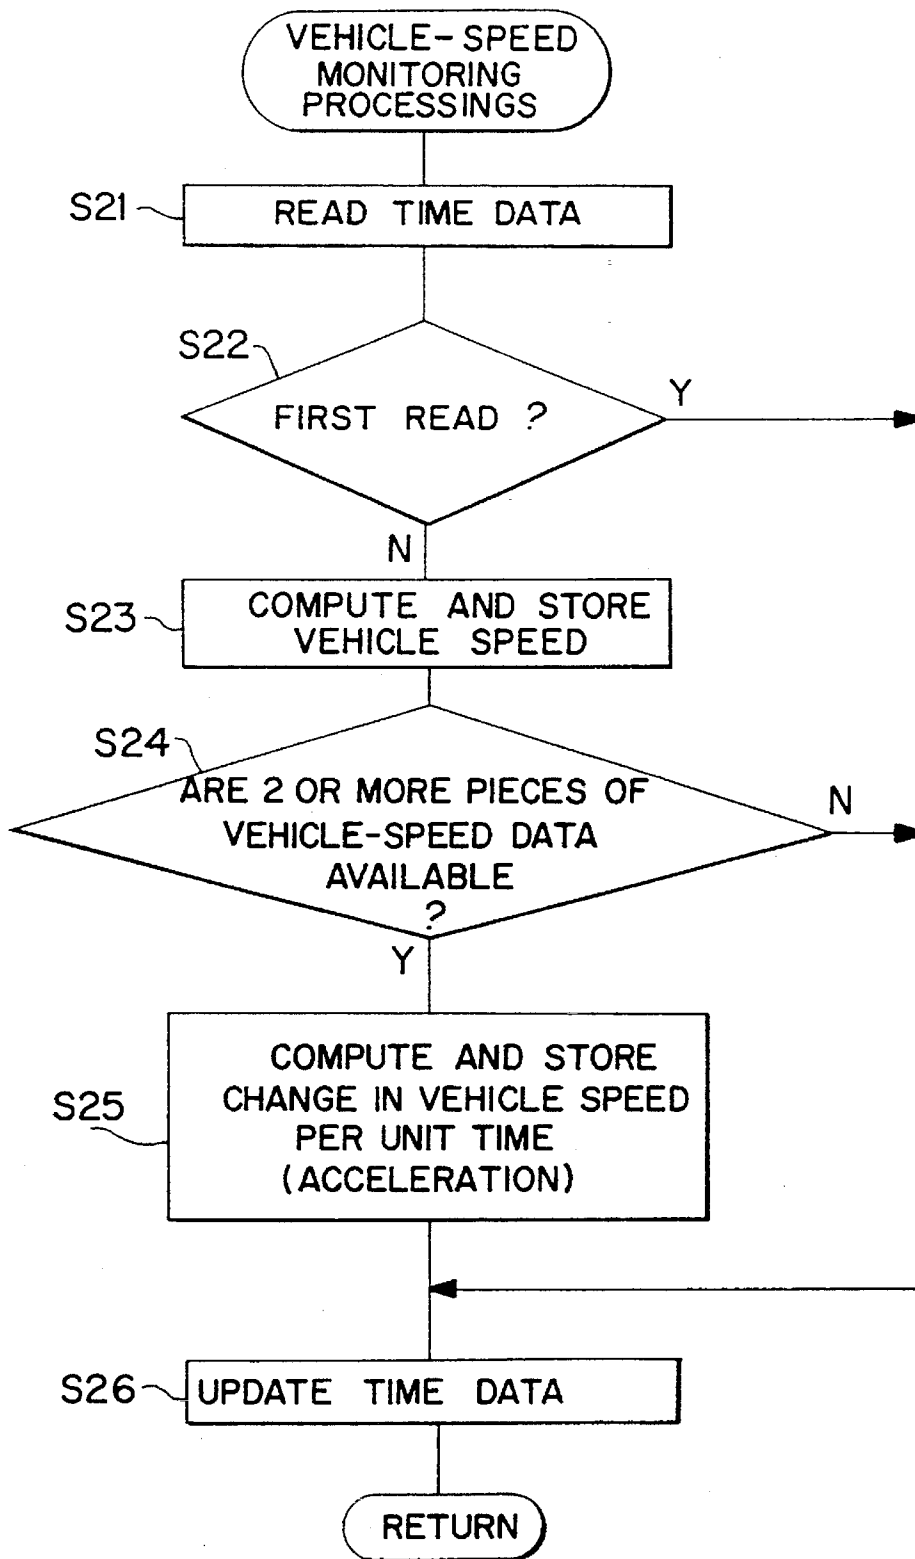 VEHICLE-SPEED
MONITORING
PROCESSINGS
S21
READ TIME DATA
S22
FIRST READ ?
Y
N
S23
COMPUTE AND STORE
VEHICLE SPEED
S24
ARE 2 OR MORE PIECES OF
VEHICLE-SPEED DATA
AVAILABLE
?
N
Y
S25
COMPUTE AND STORE
CHANGE IN VEHICLE SPEED
PER UNIT TIME
(ACCELERATION)
S26
UPDATE TIME DATA
RETURN